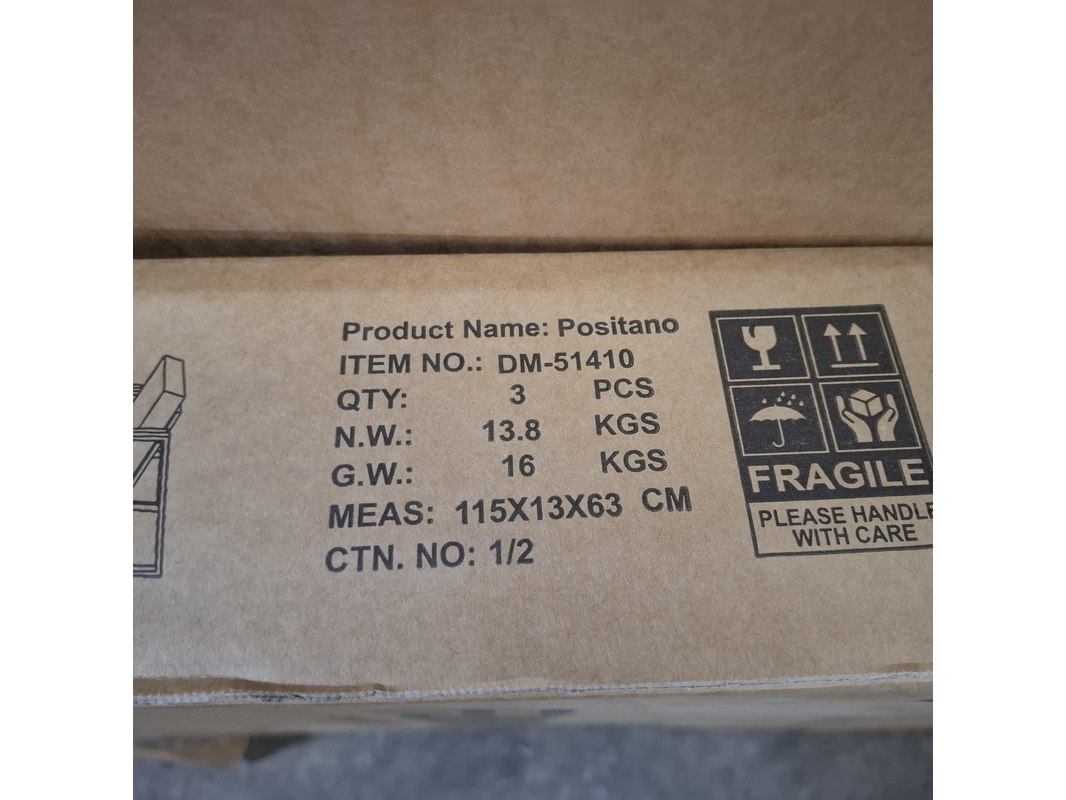 Product Name: Positano
ITEM NO.: DM-51410
QTY: 3 PCS
N.W.: 13.8 KGS
G.W.: 16 KGS
MEAS: 115X13X63 CM
CTN. NO: 1/2
FRAGILE
PLEASE HANDLE
WITH CARE